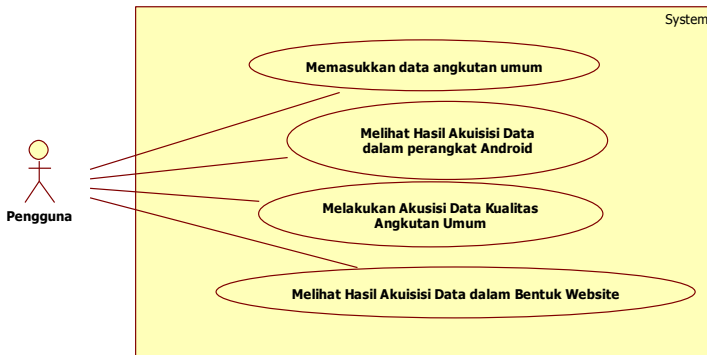 System
Memasukkan data angkutan umum
Melihat Hasil Akuisisi Data
dalam perangkat Android
Pengguna
Melakukan Akusisi Data Kualitas
Angkutan Umum
Melihat Hasil Akuisisi Data dalam Bentuk Website